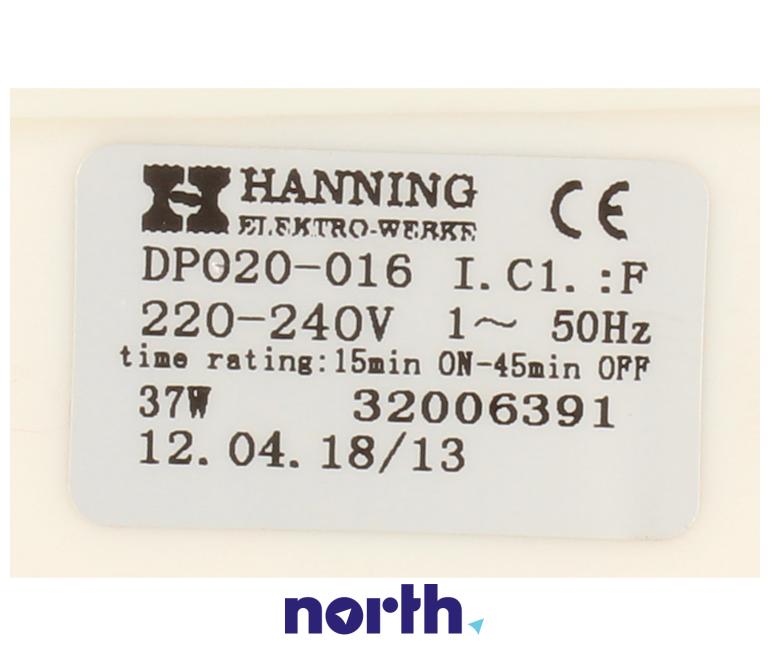 HANNING
ELEKTRO-WERKE
CE
DP020-016 I.Cl.:F
220-240V 1~ 50Hz
time rating:15min ON-45min OFF
37W 32006391
12.04.18/13
north